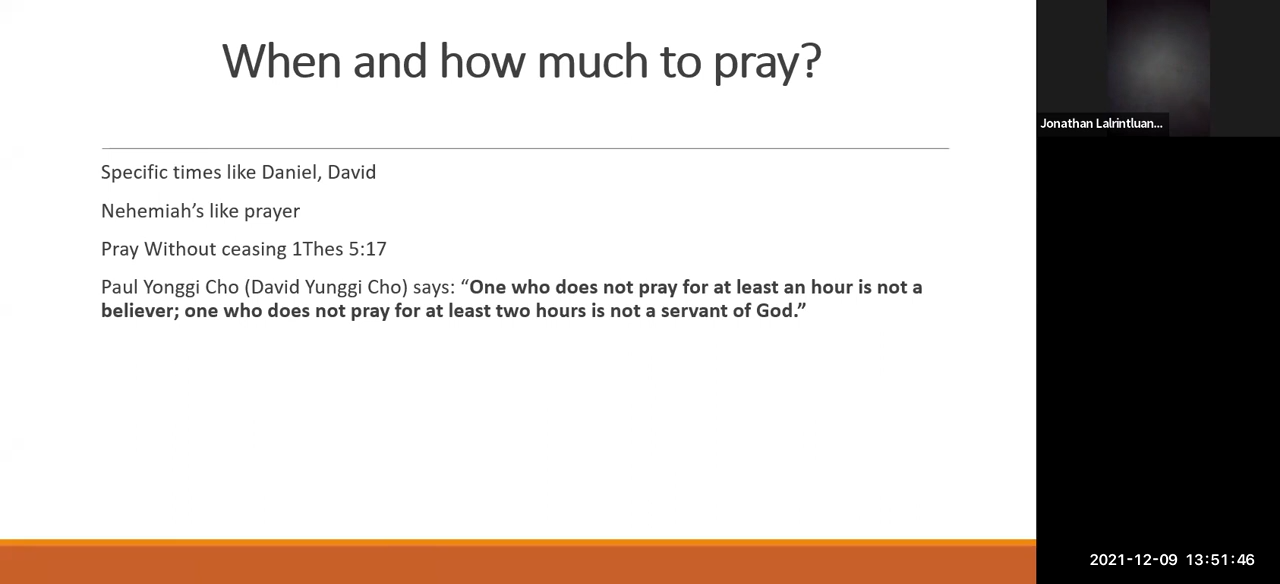 When and how much to pray?
Specific times like Daniel, David
Nehemiah’s like prayer
Pray Without ceasing 1Thes 5:17
Paul Yonggi Cho (David Yunggi Cho) says: “One who does not pray for at least an hour is not a
believer; one who does not pray for at least two hours is not a servant of God.”
Jonathan Lalrintluan...
2021-12-09 13:51:46